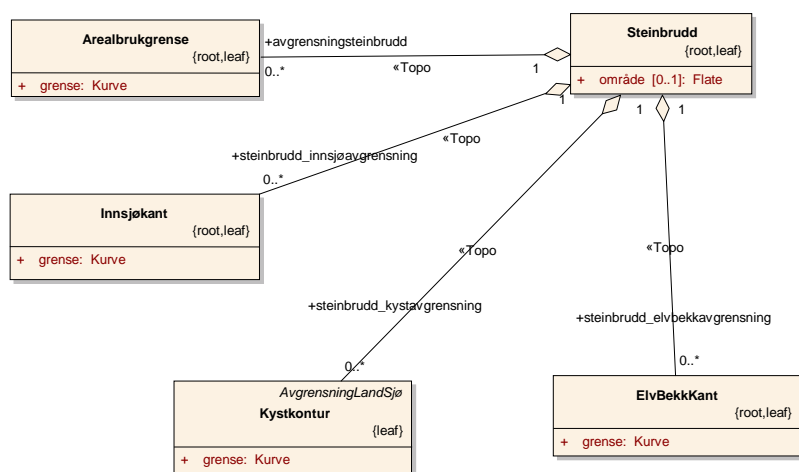 Arealbrukgrense
{root,leaf}
+ grense: Kurve
+avgrensningsteinbrudd
0..*
«Topo
1
Steinbrudd
{root,leaf}
+ område [0..1]: Flate
1
1
1
«Topo
+steinbrudd_innsjøavgrensning
0..*
Innsjøkant
{root,leaf}
+ grense: Kurve
«Topo
«Topo
+steinbrudd_kystavgrensning
+steinbrudd_elvbekkavgrensning
0..*
0..*
AvgrensningLandSjø
Kystkontur
{leaf}
+ grense: Kurve
ElvBekkKant
{root,leaf}
+ grense: Kurve